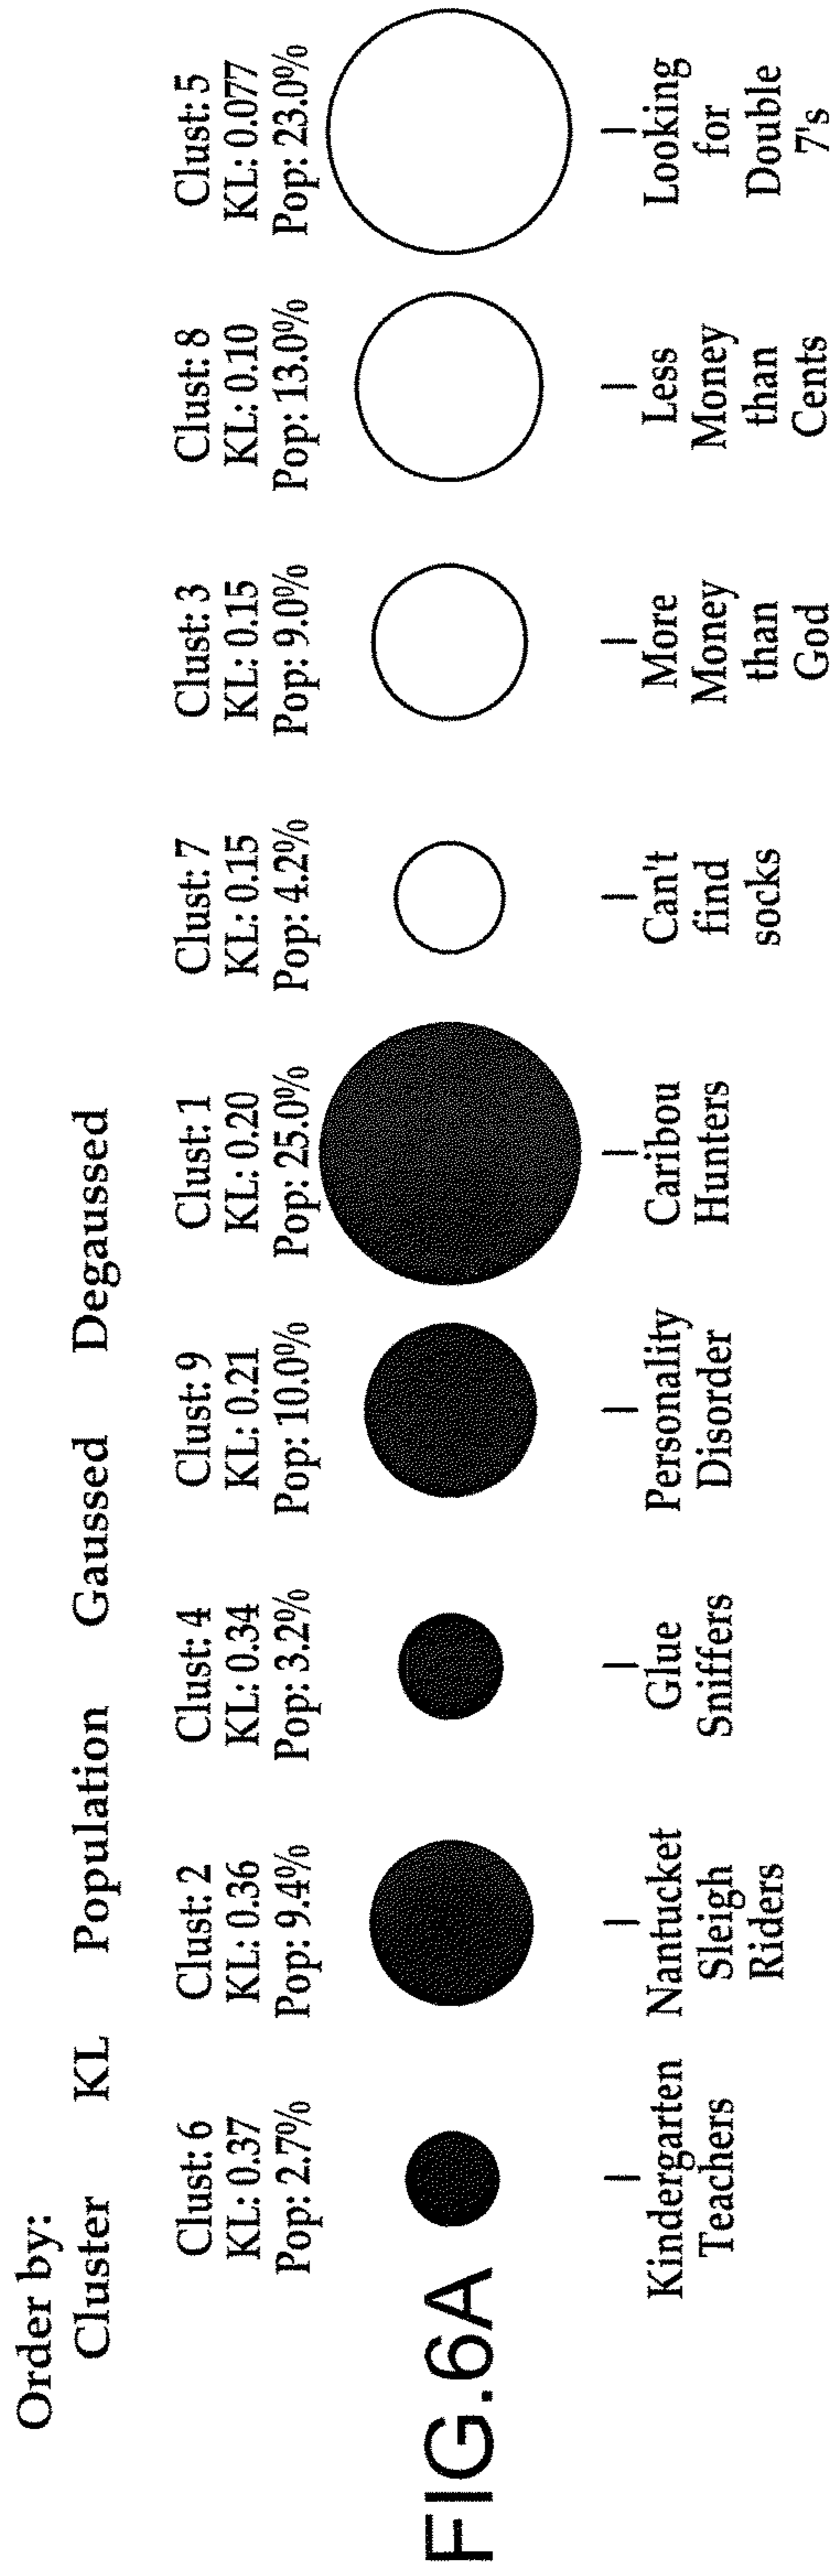 Order by:
Cluster KL Population Gaussed Degaussed
Clust: 6
KL: 0.37
Pop: 2.7%
Clust: 2
KL: 0.36
Pop: 9.4%
Clust: 4
KL: 0.34
Pop: 3.2%
Clust: 9
KL: 0.21
Pop: 10.0%
Clust: 1
KL: 0.20
Pop: 25.0%
Clust: 7
KL: 0.15
Pop: 4.2%
Clust: 3
KL: 0.15
Pop: 9.0%
Clust: 8
KL: 0.10
Pop: 13.0%
Clust: 5
KL: 0.077
Pop: 23.0%
FIG.6A
Kindergarten
Teachers
Nantucket
Sleigh
Riders
Glue
Sniffers
Personality
Disorder
Caribou
Hunters
Can't
find
socks
More
Money
than
God
Less
Money
than
Cents
Looking
for
Double
7's